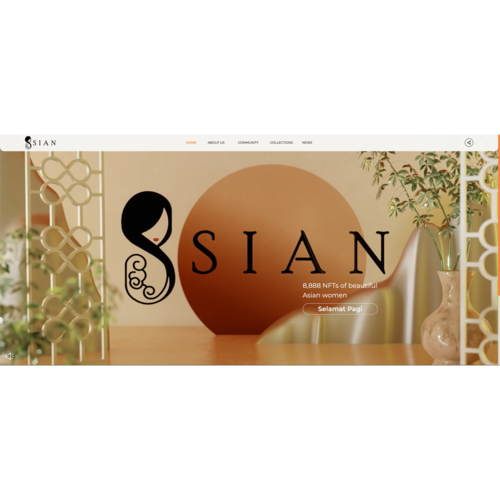 SIAN
HOME ABOUT US COMMUNITY COLLECTIONS NEWS
SIAN
8,888 NFTs of beautiful
Asian women
Selamat Pagi